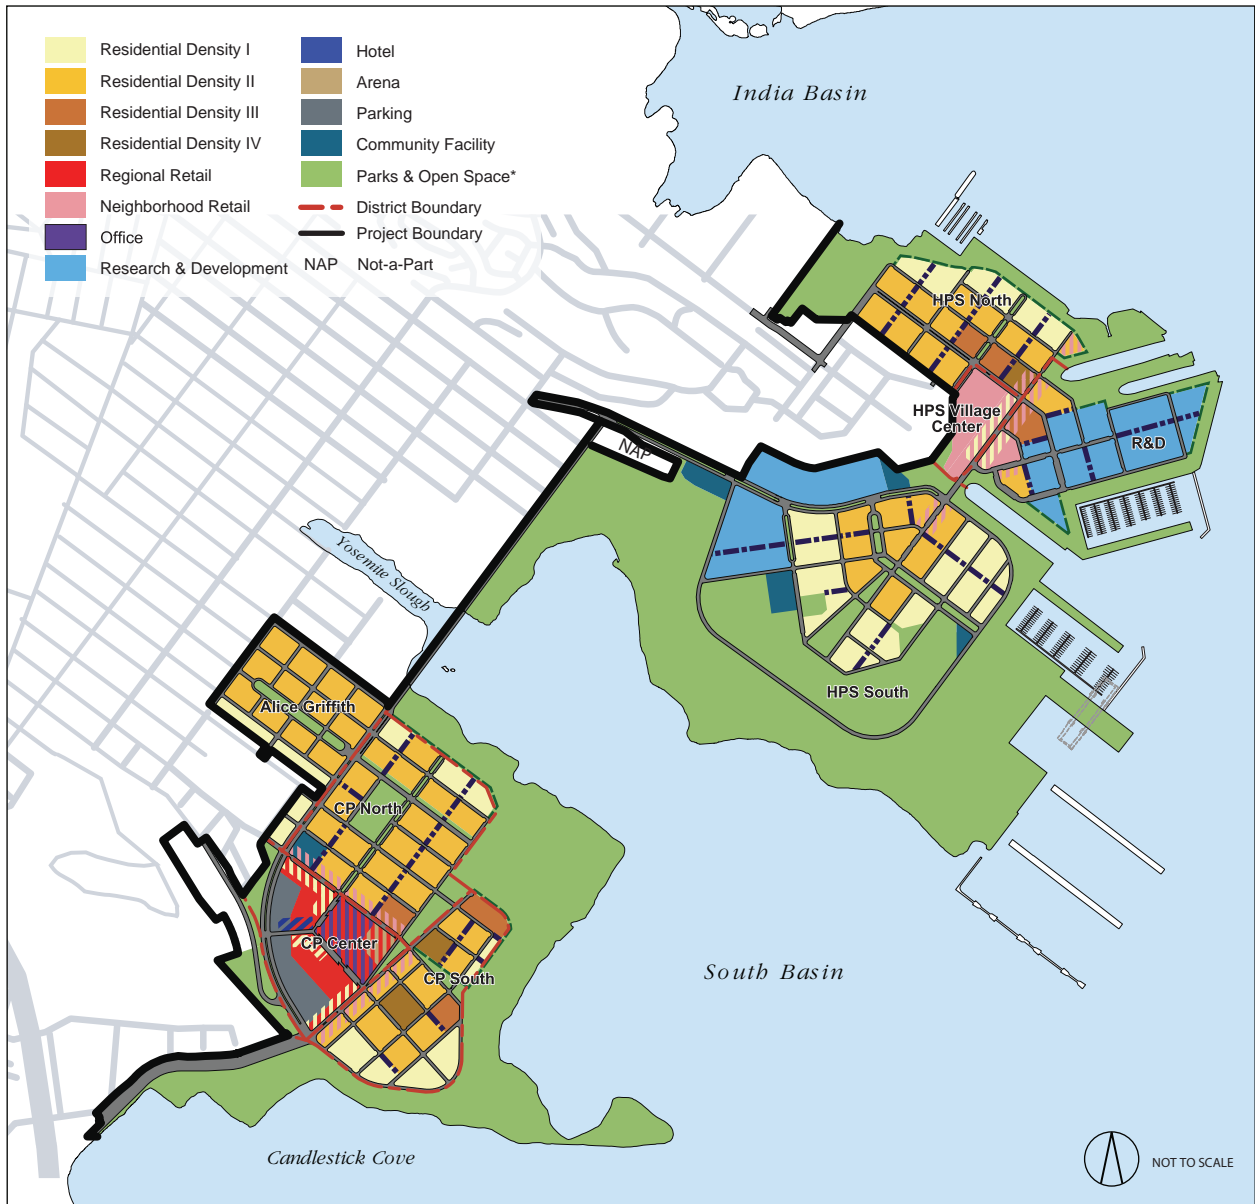 Residential Density I
Residential Density II
Residential Density III
Residential Density IV
Regional Retail
Neighborhood Retail
Office
Research & Development
Hotel
Arena
Parking
Community Facility
Parks & Open Space*
District Boundary
Project Boundary
NAP Not-a-Part
India Basin
HPS North
HPS Village
Center
R&D
NAP
Yosemite Slough
HPS South
Alice Griffith
CP North
CP Center
CP South
South Basin
Candlestick Cove
NOT TO SCALE